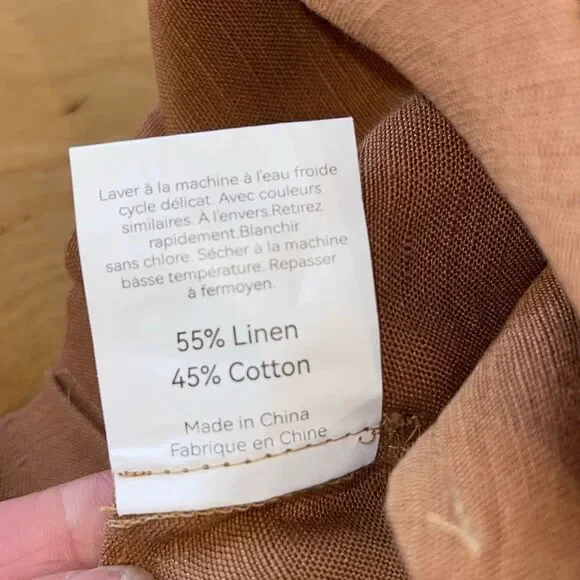 Laver à la machine à l'eau froide
cycle délicat. Avec couleurs
similaires. À l'envers.Retirez
rapidement.Blanchir
sans chlore. Sécher à la machine
bàsse température. Repasser
à fermoyen.
55% Linen
45% Cotton
Made in China
Fabrique en Chine